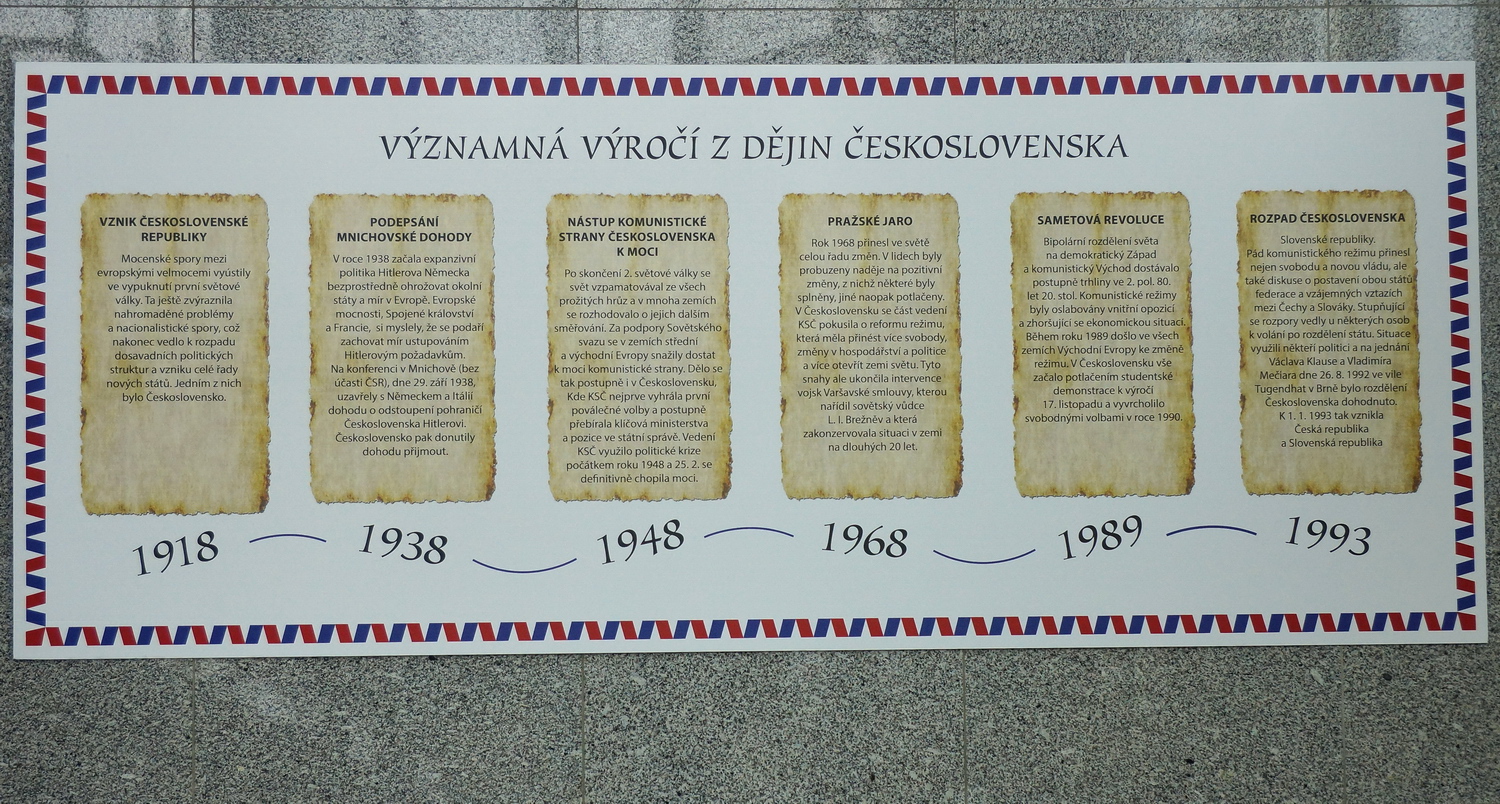 VÝZNAMNÁ VÝROČÍ Z DĚJIN ČESKOSLOVENSKA
VZNIK ČESKOSLOVENSKÉ
REPUBLIKY
Mocenské spory mezi
evropskými velmocemi vyústily
ve vypuknutí první světové
války. Ta ještě zvýraznila
nahromaděné problémy
a nacionalistické spory, což
nakonec vedlo k rozpadu
dosavadních politických
struktur a vzniku celé řady
nových států. Jedním z nich
bylo Československo.
1918
PODEPSÁNÍ
MNICHOVSKÉ DOHODY
V roce 1938 začala expanzivní
politika Hitlerova Německa
bezprostředně ohrožovat okolní
státy a mír v Evropě. Evropské
mocnosti, Spojené království
a Francie, si myslely, že se podaří
zachovat mír ustupováním
Hitlerovým požadavkům.
Na konferenci v Mnichově (bez
účasti ČSR), dne 29. září 1938,
uzavřely s Německem a Itálií
dohodu o odstoupení pohraničí
Československa Hitlerovi.
Československo pak donutily
dohodu přijmout.
1938
NÁSTUP KOMUNISTICKÉ
STRANY ČESKOSLOVENSKA
K MOCI
Po skončení 2. světové války se
svět vzpamatovával ze všech
prožitých hrůz a v mnoha zemích
se rozhodovalo o jejich dalším
směřování. Za podpory Sovětského
svazu se v zemích střední
a východní Evropy snažily dostat
k moci komunistické strany. Dělo se
tak postupně i v Československu,
Kde KSČ nejprve vyhrála první
poválečné volby a postupně
přebírala klíčová ministerstva
a pozice ve státní správě. Vedení
KSČ využilo politické krize
počátkem roku 1948 a 25. 2. se
definitivně chopila moci.
1948
PRAŽSKÉ JARO
Rok 1968 přinesl ve světě
celou řadu změn. V lidech byly
probuzeny naděje na pozitivní
změny, z nichž některé byly
splněny, jiné naopak potlačeny.
V Československu se část vedení
KSČ pokusila o reformu režimu,
která měla přinést více svobody,
změny v hospodářství a politice
a více otevřít zemi světu. Tyto
snahy ale ukončila intervence
vojsk Varšavské smlouvy, kterou
nařídil sovětský vůdce
L. I. Brežněv a která
zakonzervovala situaci v zemi
na dlouhých 20 let.
1968
SAMETOVÁ REVOLUCE
Bipolární rozdělení světa
na demokratický Západ
a komunistický Východ dostávalo
postupně trhliny ve 2. pol. 80.
let 20. stol. Komunistické režimy
byly oslabovány vnitřní opozicí
a zhoršující se ekonomickou situací.
Během roku 1989 došlo ve všech
zemích Východní Evropy ke změně
režimu. V Československu vše
začalo potlačením studentské
demonstrace k výročí
17. listopadu a vyvrcholilo
svobodnými volbami v roce 1990.
1989
ROZPAD ČESKOSLOVENSKA
Slovenské republiky.
Pád komunistického režimu přinesl
nejen svobodu a novou vládu, ale
také diskuse o postavení obou států
federace a vzájemných vztazích
mezi Čechy a Slováky. Stupňující
se rozpory vedly u některých osob
k volání po rozdělení státu. Situace
využili někteří politici a na jednání
Václava Klause a Vladimira
Mečiara dne 26. 8. 1992 ve vile
Tugendhat v Brně bylo rozdělení
Československa dohodnuto.
K 1. 1. 1993 tak vznikla
Česká republika
a Slovenská republika
1993